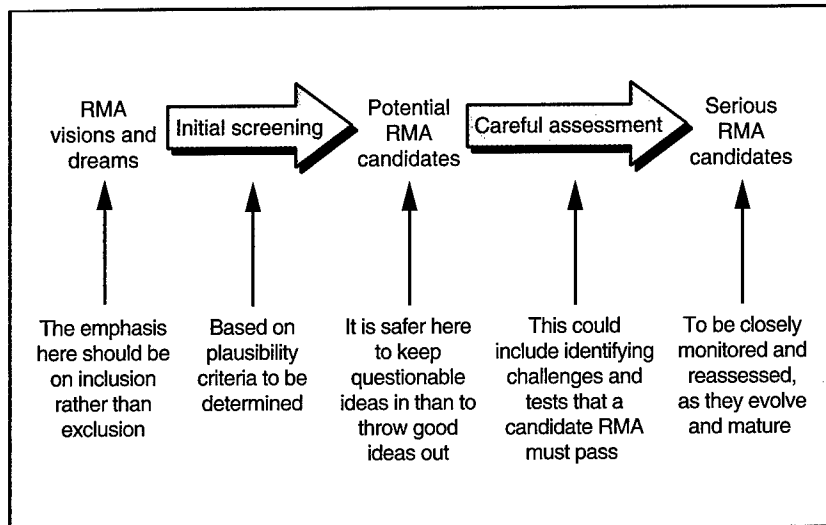 RMA
visions and
dreams
Initial screening
Potential
RMA
candidates
Careful assessment
Serious
RMA
candidates
The emphasis
here should be
on inclusion
rather than
exclusion
Based on
plausibility
criteria to be
determined
It is safer here
to keep
questionable
ideas in than to
throw good
ideas out
This could
include identifying
challenges and
tests that a
candidate RMA
must pass
To be closely
monitored and
reassessed,
as they evolve
and mature